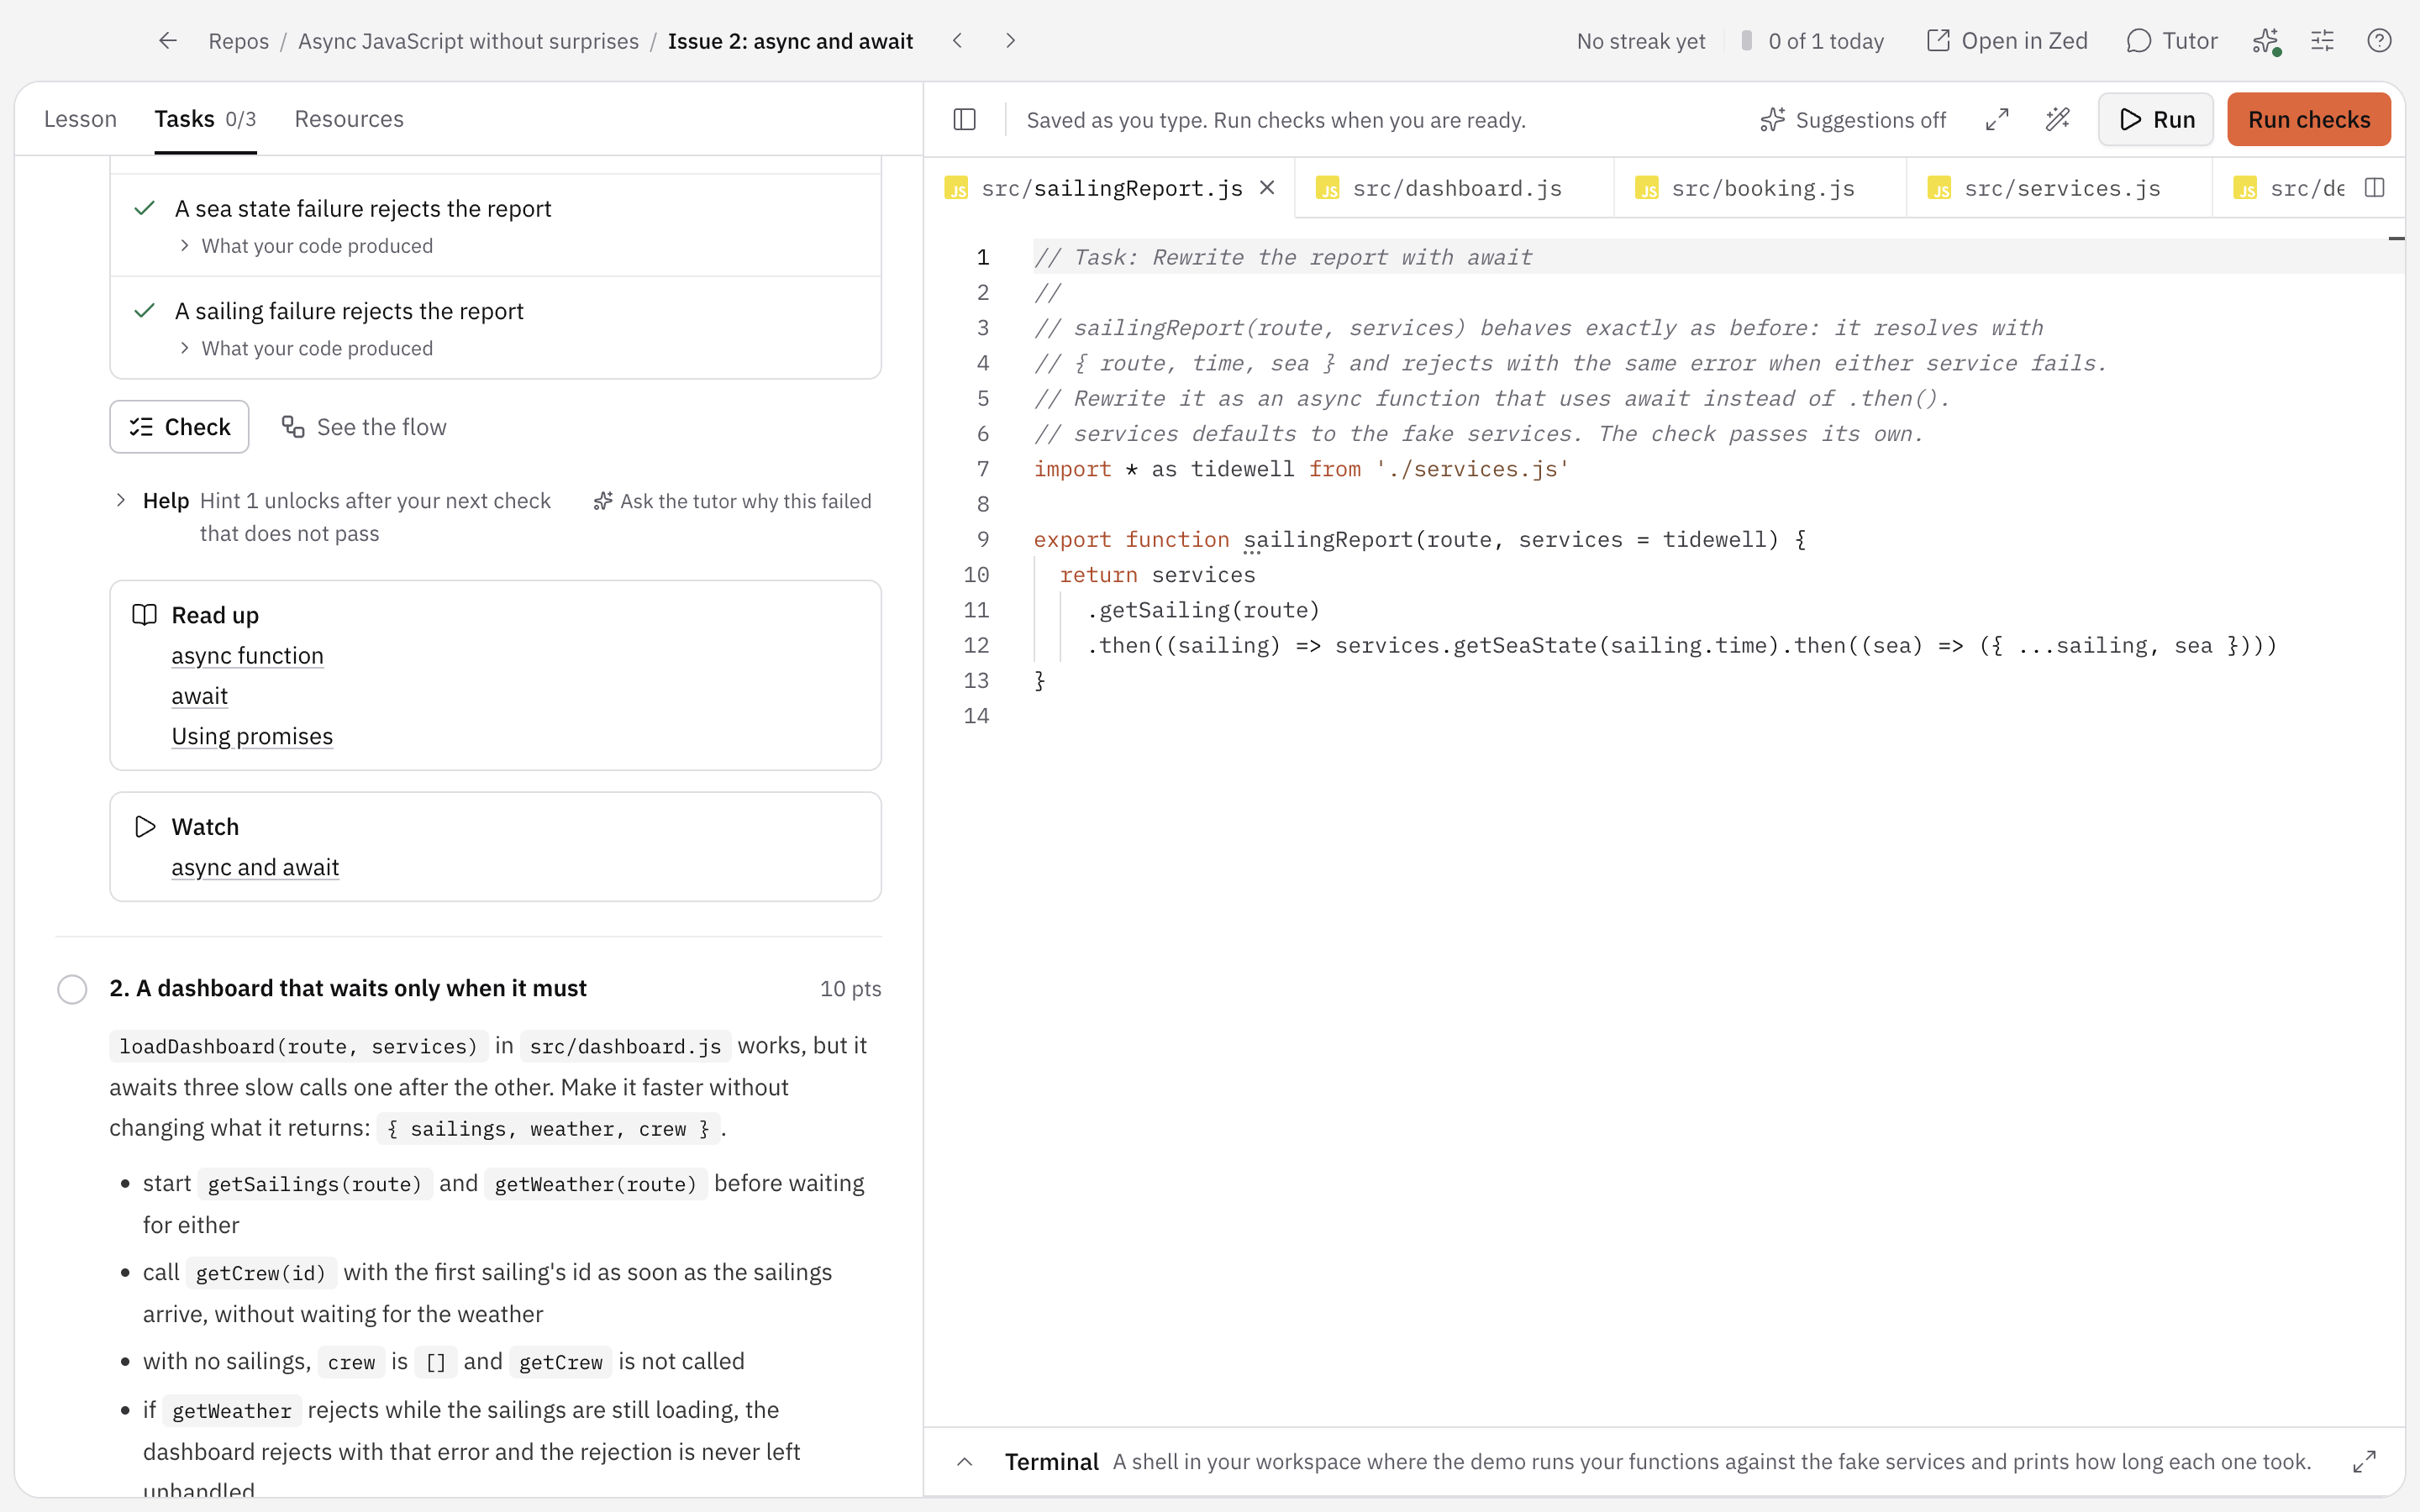 Repos / Async JavaScript without surprises / Issue 2: async and await
No streak yet
0 of 1 today
Open in Zed
Tutor
Lesson
Tasks 0/3
Resources
A sea state failure rejects the report
What your code produced
A sailing failure rejects the report
What your code produced
Check
See the flow
Help Hint 1 unlocks after your next check
that does not pass
Ask the tutor why this failed
Read up
async function
await
Using promises
Watch
async and await
2. A dashboard that waits only when it must
10 pts
loadDashboard(route, services) in src/dashboard.js works, but it
awaits three slow calls one after the other. Make it faster without
changing what it returns: { sailings, weather, crew }.
• start getSailings(route) and getWeather(route) before waiting
for either
• call getCrew(id) with the first sailing's id as soon as the sailings
arrive, without waiting for the weather
• with no sailings, crew is [] and getCrew is not called
• if getWeather rejects while the sailings are still loading, the
dashboard rejects with that error and the rejection is never left
unhandled
Saved as you type. Run checks when you are ready.
Suggestions off
Run
Run checks
JS src/sailingReport.js
JS src/dashboard.js
JS src/booking.js
JS src/services.js
JS src/de
1 // Task: Rewrite the report with await
2 //
3 // sailingReport(route, services) behaves exactly as before: it resolves with
4 // { route, time, sea } and rejects with the same error when either service fails.
5 // Rewrite it as an async function that uses await instead of .then().
6 // services defaults to the fake services. The check passes its own.
7 import * as tidewell from './services.js'
8
9 export function sailingReport(route, services = tidewell) {
10 return services
11 .getSailing(route)
12 .then((sailing) => services.getSeaState(sailing.time).then((sea) => ({ ...sailing, sea })))
13 }
14
Terminal A shell in your workspace where the demo runs your functions against the fake services and prints how long each one took.